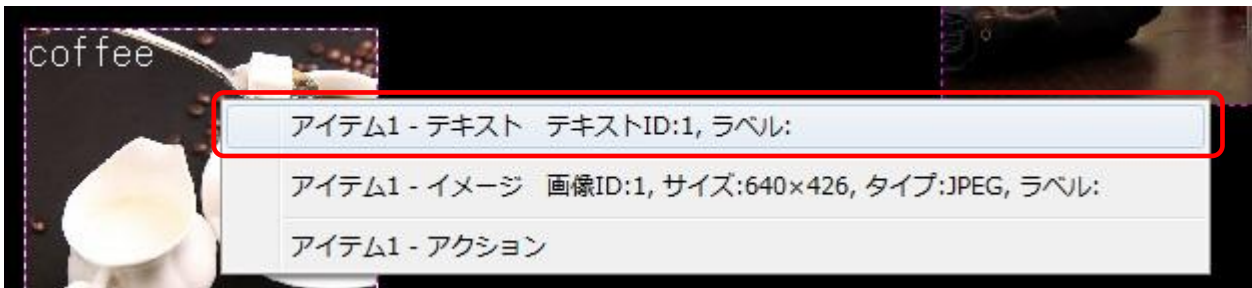 coffee
アイテム1 - テキスト テキストID:1, ラベル:
アイテム1 - イメージ 画像ID:1, サイズ:640×426, タイプ:JPEG, ラベル:
アイテム1 - アクション